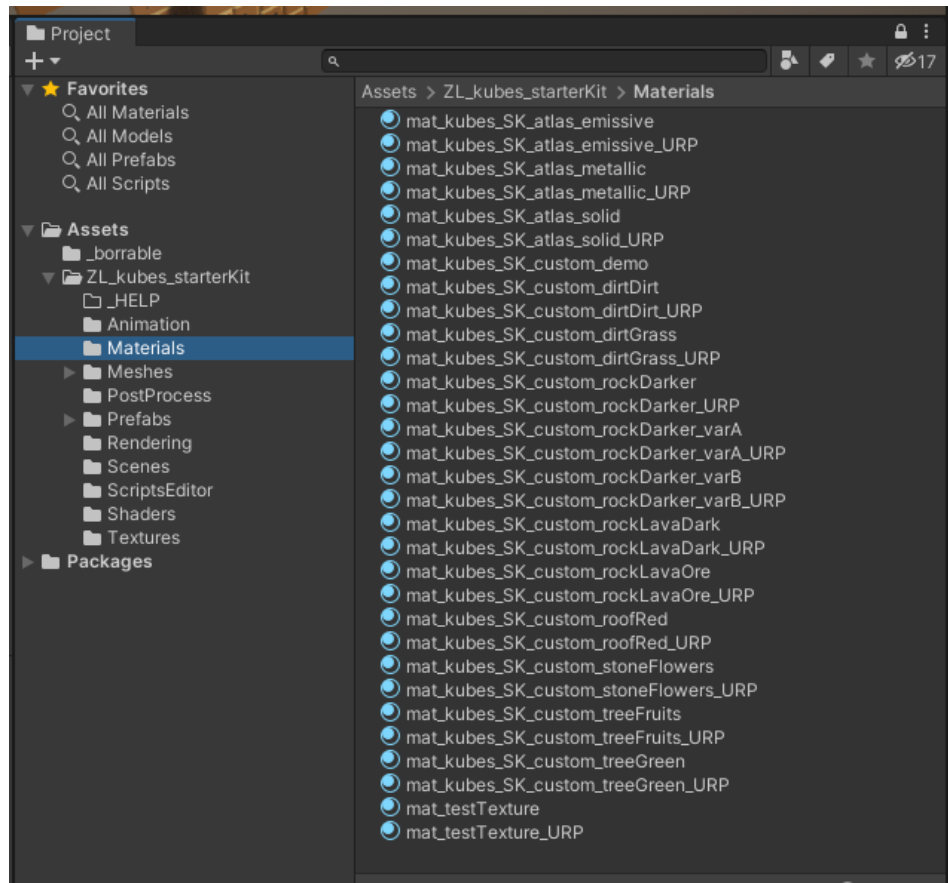 Project
17
Favorites
All Materials
All Models
All Prefabs
All Scripts
Assets
_borrable
ZL_kubes_starterKit
_HELP
Animation
Materials
Meshes
PostProcess
Prefabs
Rendering
Scenes
ScriptsEditor
Shaders
Textures
Packages
Assets > ZL_kubes_starterKit > Materials
mat_kubes_SK_atlas_emissive
mat_kubes_SK_atlas_emissive_URP
mat_kubes_SK_atlas_metallic
mat_kubes_SK_atlas_metallic_URP
mat_kubes_SK_atlas_solid
mat_kubes_SK_atlas_solid_URP
mat_kubes_SK_custom_demo
mat_kubes_SK_custom_dirtDirt
mat_kubes_SK_custom_dirtDirt_URP
mat_kubes_SK_custom_dirtGrass
mat_kubes_SK_custom_dirtGrass_URP
mat_kubes_SK_custom_rockDarker
mat_kubes_SK_custom_rockDarker_URP
mat_kubes_SK_custom_rockDarker_varA
mat_kubes_SK_custom_rockDarker_varA_URP
mat_kubes_SK_custom_rockDarker_varB
mat_kubes_SK_custom_rockDarker_varB_URP
mat_kubes_SK_custom_rockLavaDark
mat_kubes_SK_custom_rockLavaDark_URP
mat_kubes_SK_custom_rockLavaOre
mat_kubes_SK_custom_rockLavaOre_URP
mat_kubes_SK_custom_roofRed
mat_kubes_SK_custom_roofRed_URP
mat_kubes_SK_custom_stoneFlowers
mat_kubes_SK_custom_stoneFlowers_URP
mat_kubes_SK_custom_treeFruits
mat_kubes_SK_custom_treeFruits_URP
mat_kubes_SK_custom_treeGreen
mat_kubes_SK_custom_treeGreen_URP
mat_testTexture
mat_testTexture_URP